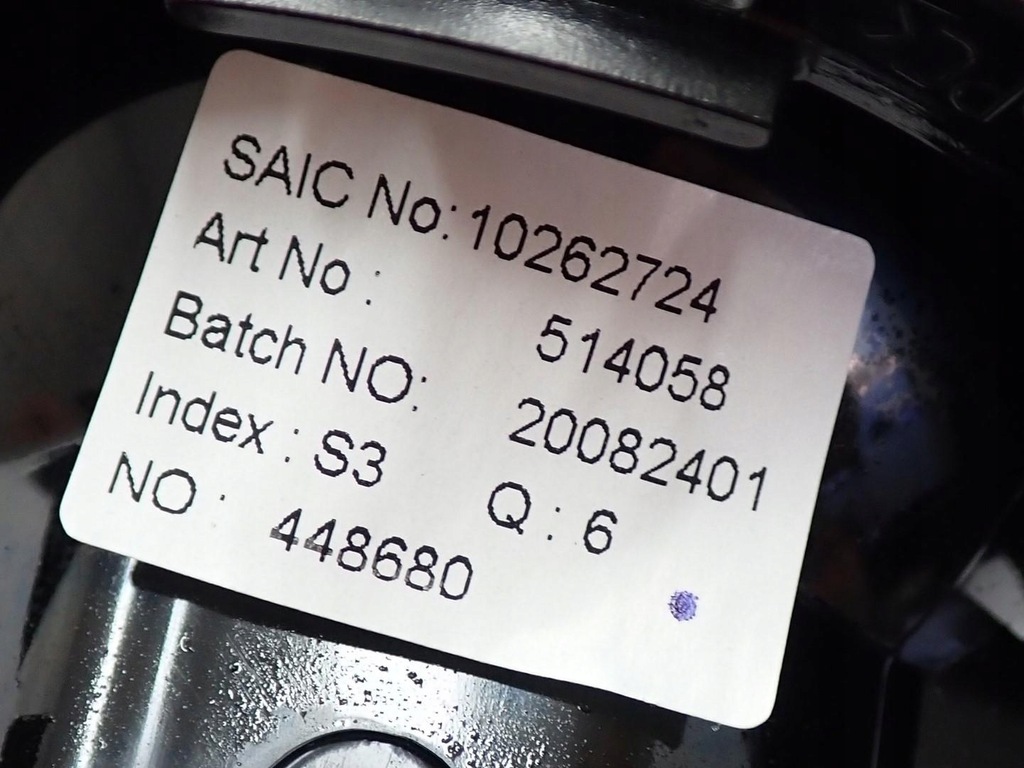 SAIC No: 10262724
Art No : 514058
Batch NO: 20082401
Index : S3 Q : 6
NO : 448680